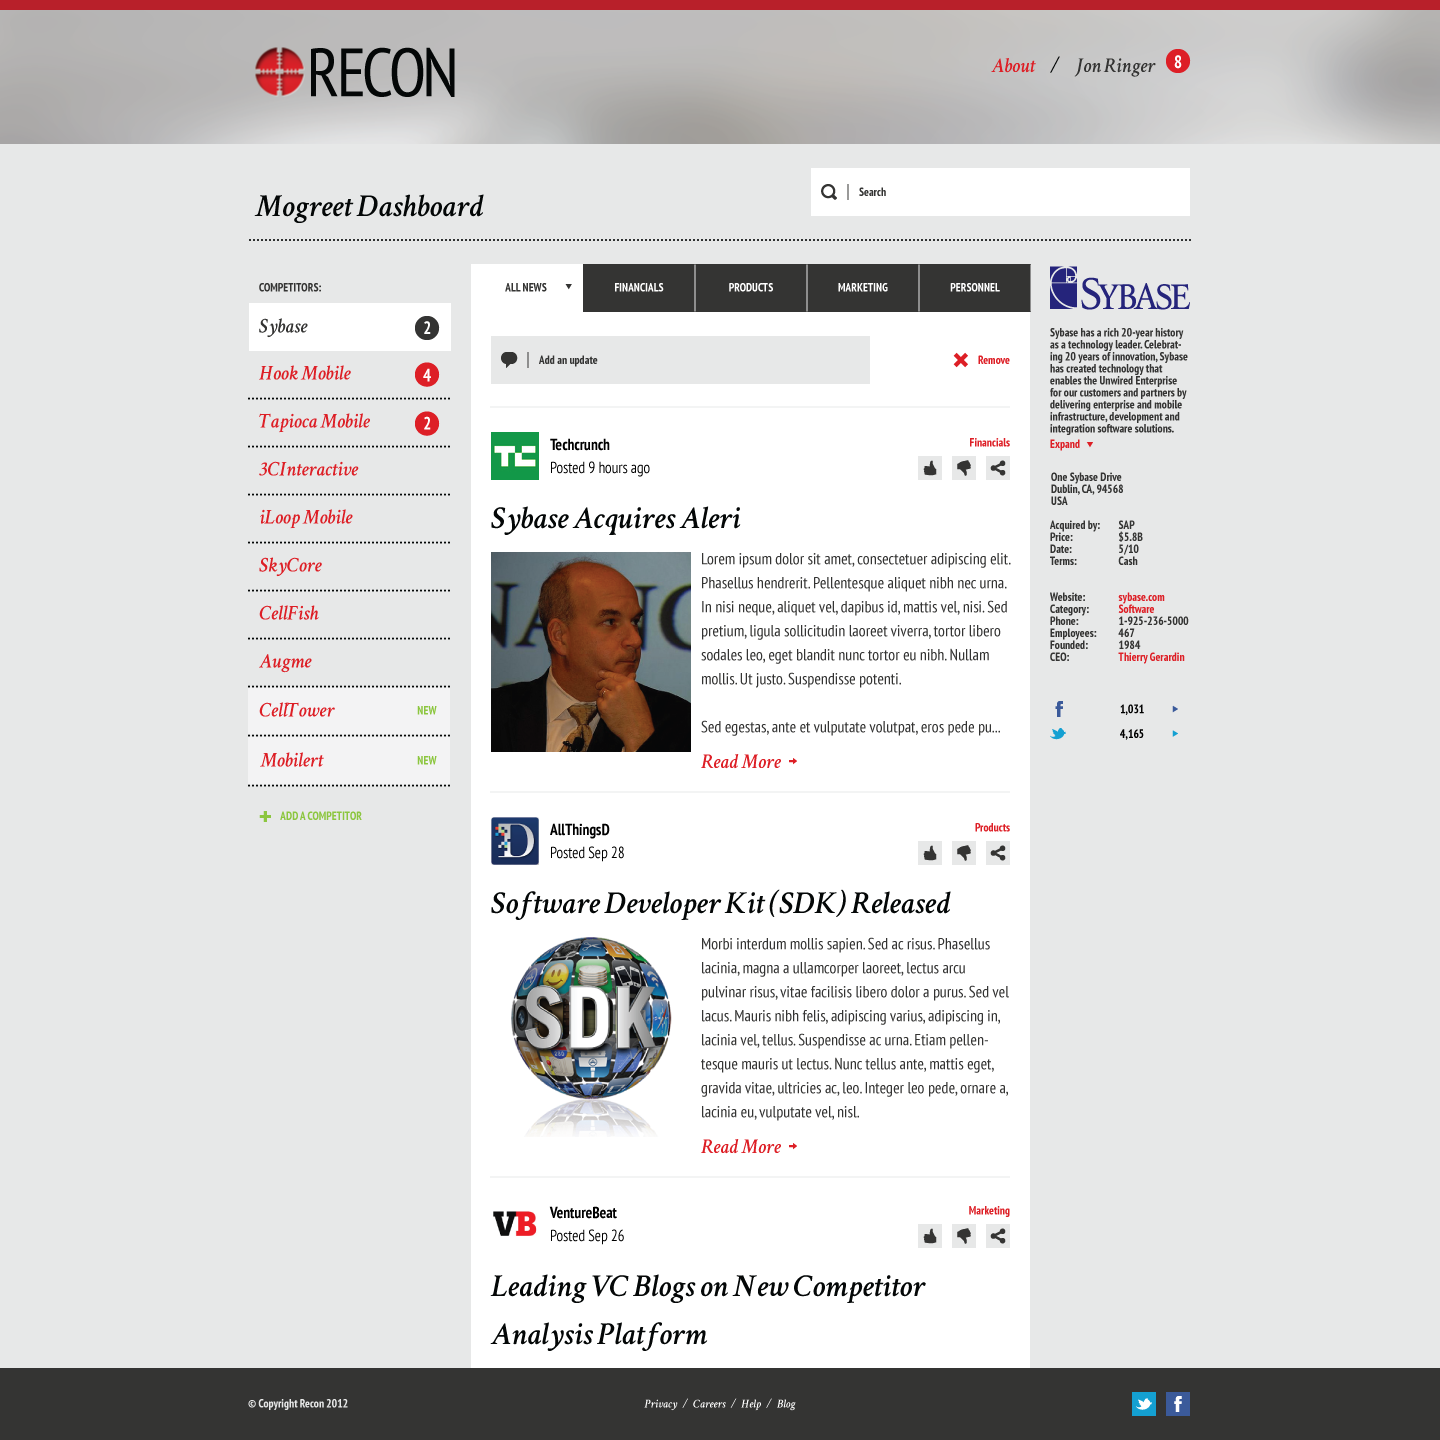 RECON
About / Jon Ringer 8
Mogreet Dashboard
Search
COMPETITORS:
Sybase 2
Hook Mobile 4
Tapioca Mobile 2
3CInteractive
iLoop Mobile
SkyCore
CellFish
Augme
CellTower NEW
Mobilert NEW
ADD A COMPETITOR
ALL NEWS FINANCIALS PRODUCTS MARKETING PERSONNEL
Add an update
Remove
Techcrunch
Posted 9 hours ago
Financials
Sybase Acquires Aleri
Lorem ipsum dolor sit amet, consectetuer adipiscing elit.
Phasellus hendrerit. Pellentesque aliquet nibh nec urna.
In nisi neque, aliquet vel, dapibus id, mattis vel, nisi. Sed
pretium, ligula sollicitudin laoreet viverra, tortor libero
sodales leo, eget blandit nunc tortor eu nibh. Nullam
mollis. Ut justo. Suspendisse potenti.
Sed egestas, ante et vulputate volutpat, eros pede pu...
Read More
AllThingsD
Posted Sep 28
Products
D
Software Developer Kit (SDK) Released
SDK
Morbi interdum mollis sapien. Sed ac risus. Phasellus
lacinia, magna a ullamcorper laoreet, lectus arcu
pulvinar risus, vitae facilisis libero dolor a purus. Sed vel
lacus. Mauris nibh felis, adipiscing varius, adipiscing in,
lacinia vel, tellus. Suspendisse ac urna. Etiam pellen-
tesque mauris ut lectus. Nunc tellus ante, mattis eget,
gravida vitae, ultricies ac, leo. Integer leo pede, ornare a,
lacinia eu, vulputate vel, nisl.
Read More
VB
VentureBeat
Posted Sep 26
Marketing
Leading VC Blogs on New Competitor
Analysis Platform
SYBASE
Sybase has a rich 20-year history
as a technology leader. Celebrat-
ing 20 years of innovation, Sybase
has created technology that
enables the Unwired Enterprise
for our customers and partners by
delivering enterprise and mobile
infrastructure, development and
integration software solutions.
Expand
One Sybase Drive
Dublin, CA, 94568
USA
Acquired by: SAP
Price: $5.8B
Date: 5/10
Terms: Cash
Website: sybase.com
Category: Software
Phone: 1-925-236-5000
Employees: 467
Founded: 1984
CEO: Thierry Gerardin
1,031
4,165
© Copyright Recon 2012
Privacy / Careers / Help / Blog